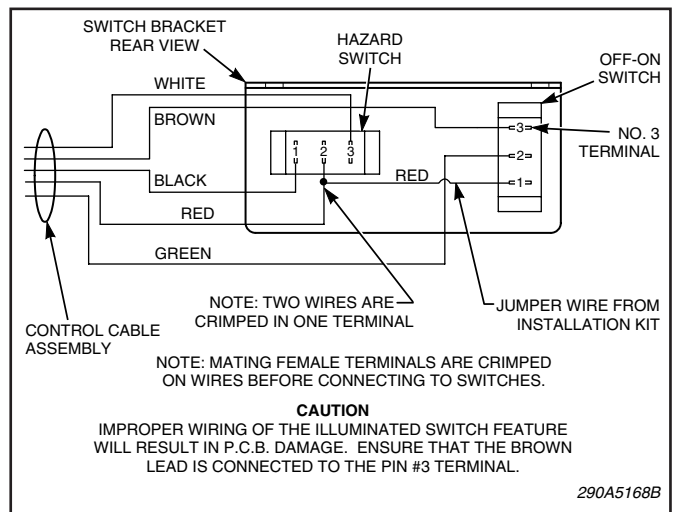 SWITCH BRACKET
REAR VIEW
HAZARD
SWITCH
OFF-ON
SWITCH
WHITE
BROWN
3
NO. 3
TERMINAL
1 2 3
2
BLACK
RED
1
RED
GREEN
NOTE: TWO WIRES ARE
CRIMPED IN ONE TERMINAL
JUMPER WIRE FROM
INSTALLATION KIT
CONTROL CABLE
ASSEMBLY
NOTE: MATING FEMALE TERMINALS ARE CRIMPED
ON WIRES BEFORE CONNECTING TO SWITCHES.
CAUTION
IMPROPER WIRING OF THE ILLUMINATED SWITCH FEATURE
WILL RESULT IN P.C.B. DAMAGE. ENSURE THAT THE BROWN
LEAD IS CONNECTED TO THE PIN #3 TERMINAL.
290A5168B